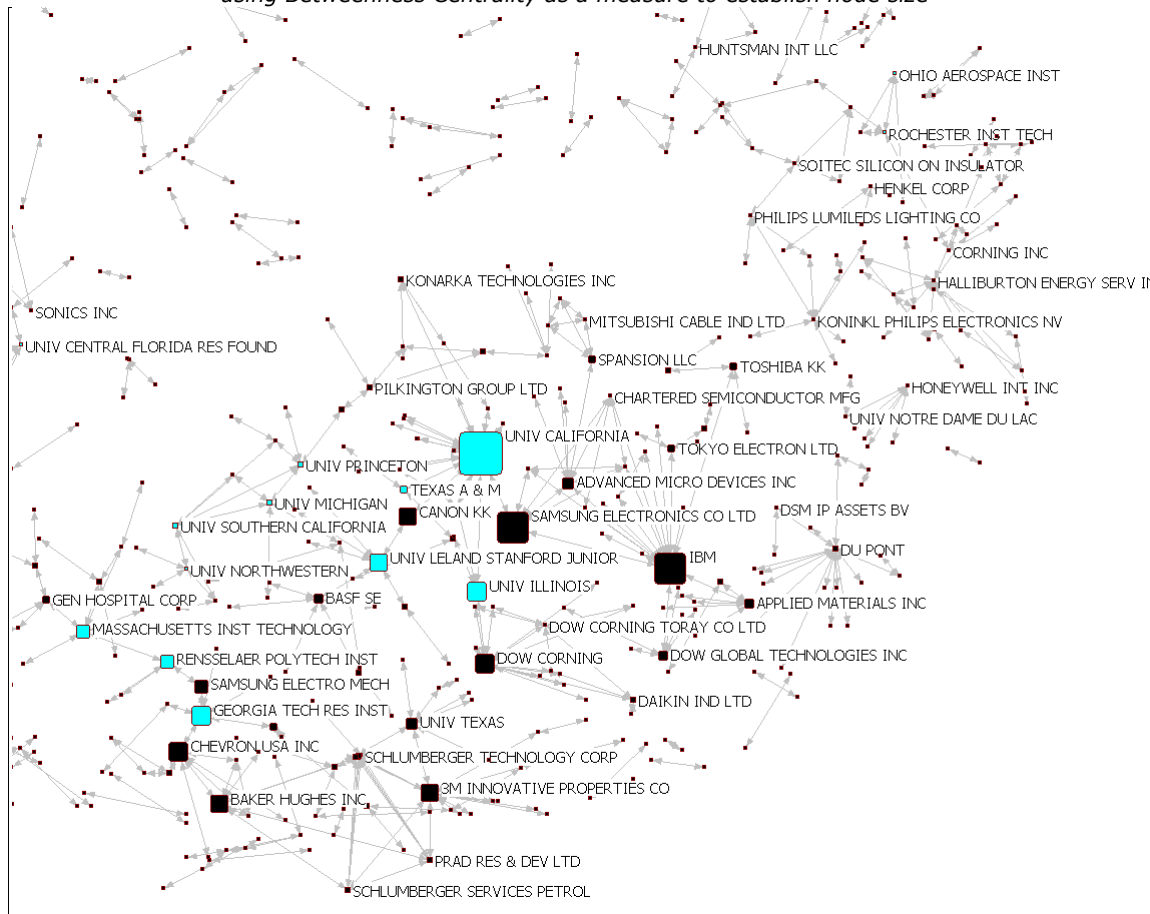 using Betweenness Centrality as a measure to establish node size
HUNTSMAN INT LLC
OHIO AEROSPACE INST
ROCHESTER INST TECH
SOITEC SILICON ON INSULATOR
HENKEL CORP
PHILIPS LUMILEDS LIGHTING CO
CORNING INC
KONARKA TECHNOLOGIES INC
HALLIBURTON ENERGY SERV IN
SONICS INC
MITSUBISHI CABLE IND LTD
KONINKL PHILIPS ELECTRONICS NV
UNIV CENTRAL FLORIDA RES FOUND
SPANSION LLC
TOSHIBA KK
PILKINGTON GROUP LTD
HONEYWELL INT INC
CHARTERED SEMICONDUCTOR MFG
UNIV NOTRE DAME DU LAC
UNIV CALIFORNIA
TOKYO ELECTRON LTD
UNIV PRINCETON
ADVANCED MICRO DEVICES INC
TEXAS A & M
UNIV MICHIGAN
DSM IP ASSETS BV
CANON KK
SAMSUNG ELECTRONICS CO LTD
UNIV SOUTHERN CALIFORNIA
DU PONT
UNIV LELAND STANFORD JUNIOR
IBM
UNIV NORTHWESTERN
UNIV ILLINOIS
GEN HOSPITAL CORP
BASF SE
APPLIED MATERIALS INC
MASSACHUSETTS INST TECHNOLOGY
DOW CORNING TORAY CO LTD
RENSSELAER POLYTECH INST
DOW CORNING
DOW GLOBAL TECHNOLOGIES INC
SAMSUNG ELECTRO MECH
DAIKIN IND LTD
GEORGIA TECH RES INST
UNIV TEXAS
CHEVRON USA INC
SCHLUMBERGER TECHNOLOGY CORP
3M INNOVATIVE PROPERTIES CO
BAKER HUGHES INC
PRAD RES & DEV LTD
SCHLUMBERGER SERVICES PETROL